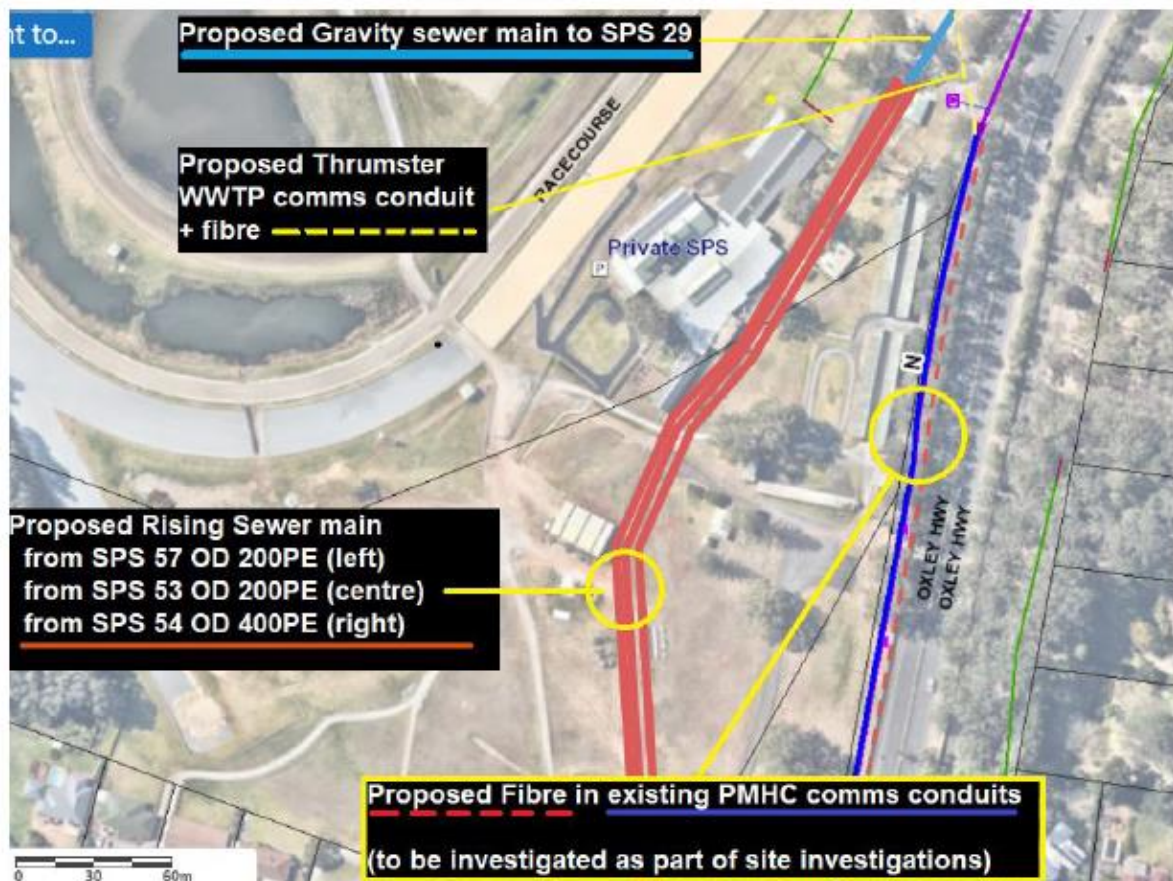 t to...
Proposed Gravity sewer main to SPS 29
RACECOURSE
Proposed Thrumster
WWTP comms conduit
+ fibre
Private SPS
P
N
OXLEY HWY
OXLEY HWY
Proposed Rising Sewer main
from SPS 57 OD 200PE (left)
from SPS 53 OD 200PE (centre)
from SPS 54 OD 400PE (right)
Proposed Fibre in existing PMHC comms conduits
(to be investigated as part of site investigations)
0 30 60m